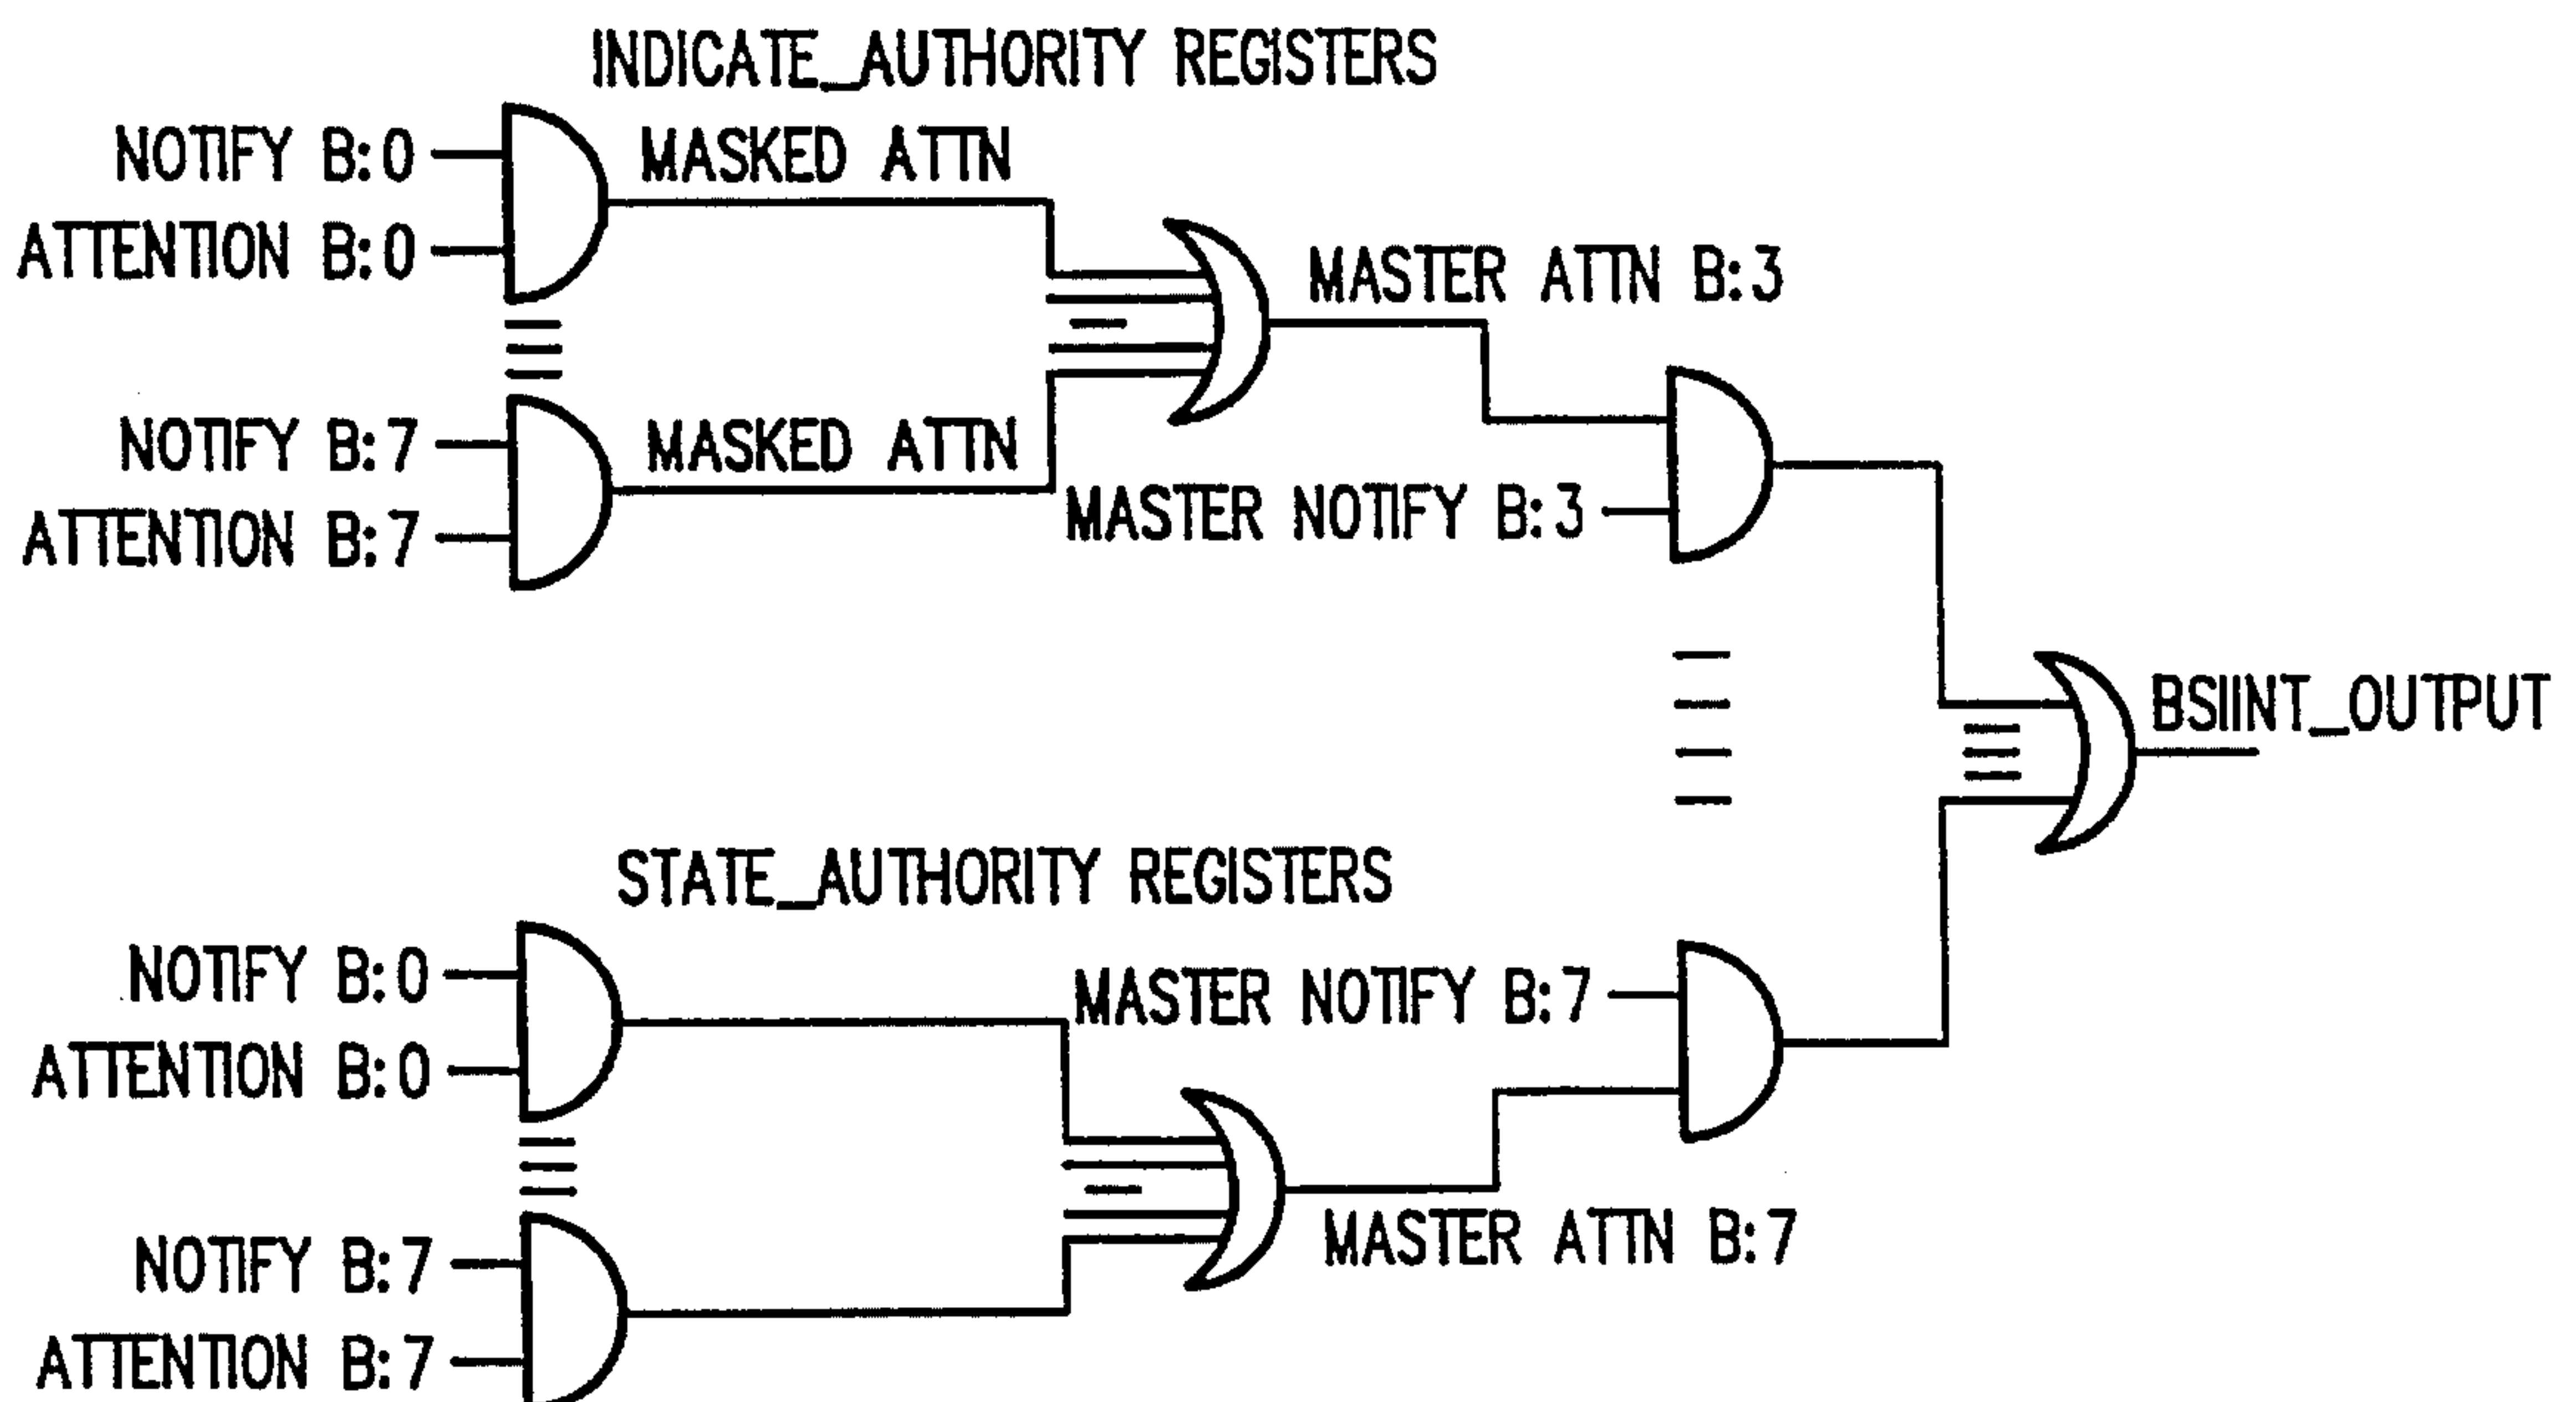 INDICATE_AUTHORITY REGISTERS
NOTIFY B:0
MASKED ATTN
ATTENTION B:0
MASTER ATTN B:3
NOTIFY B:7
MASKED ATTN
MASTER NOTIFY B:3
ATTENTION B:7
BSIINT_OUTPUT
STATE_AUTHORITY REGISTERS
NOTIFY B:0
MASTER NOTIFY B:7
ATTENTION B:0
MASTER ATTN B:7
NOTIFY B:7
ATTENTION B:7